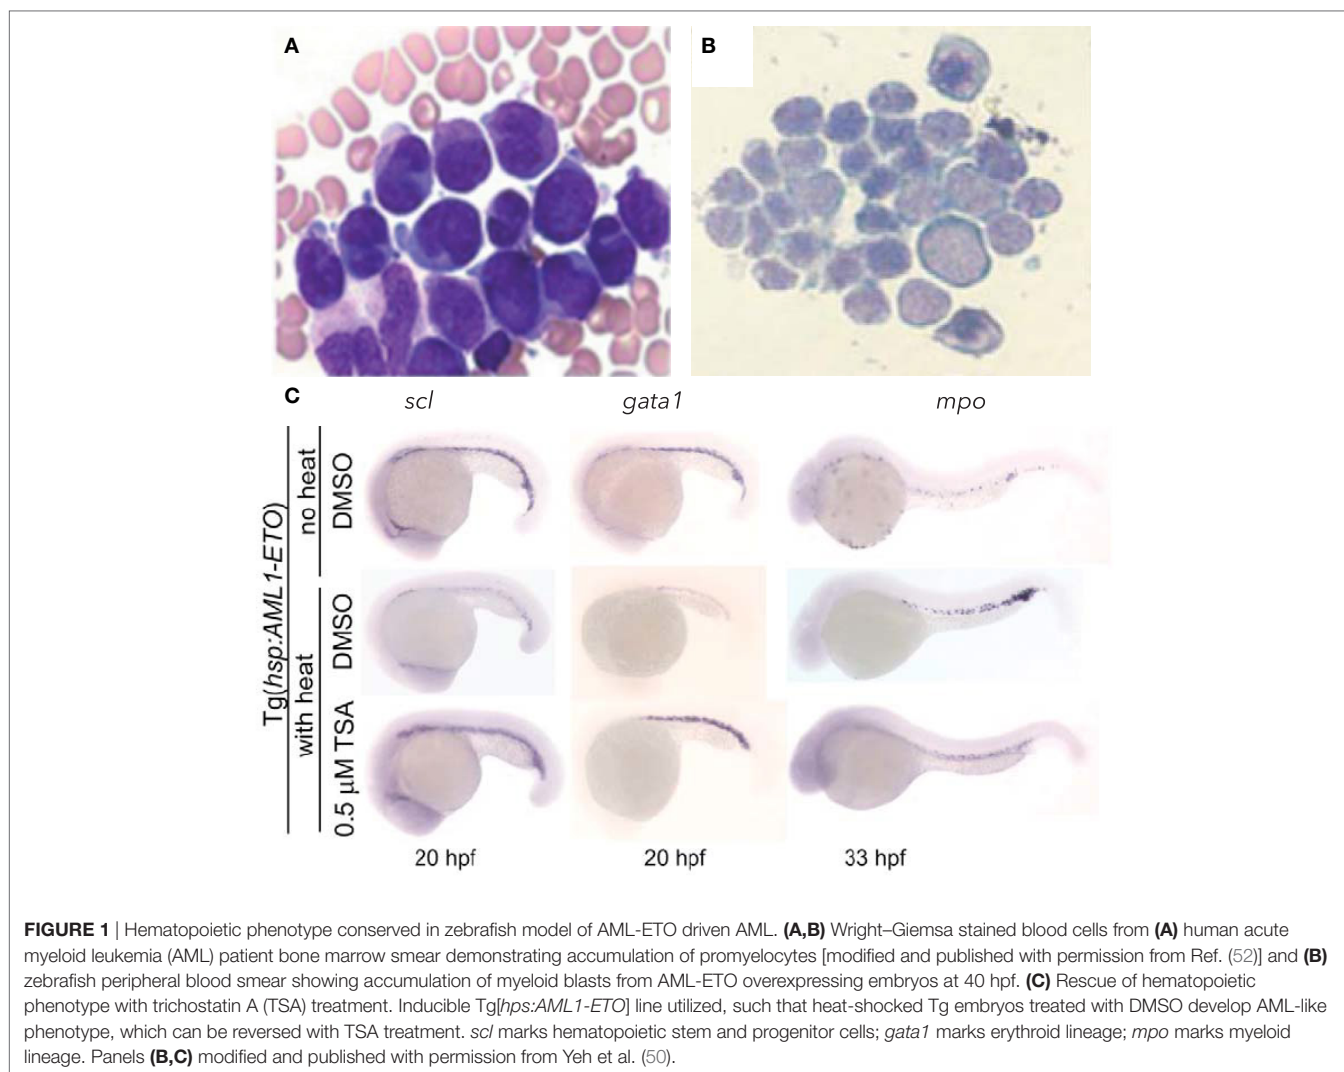 A
B
C
scl
gata1
mpo
Tg(hsp:AML1-ETO)
no heat
DMSO
with heat
DMSO
0.5 μM TSA
20 hpf
20 hpf
33 hpf
FIGURE 1 | Hematopoietic phenotype conserved in zebrafish model of AML-ETO driven AML. (A,B) Wright–Giemsa stained blood cells from (A) human acute
myeloid leukemia (AML) patient bone marrow smear demonstrating accumulation of promyelocytes [modified and published with permission from Ref. (52)] and (B)
zebrafish peripheral blood smear showing accumulation of myeloid blasts from AML-ETO overexpressing embryos at 40 hpf. (C) Rescue of hematopoietic
phenotype with trichostatin A (TSA) treatment. Inducible Tg[hps:AML1-ETO] line utilized, such that heat-shocked Tg embryos treated with DMSO develop AML-like
phenotype, which can be reversed with TSA treatment. scl marks hematopoietic stem and progenitor cells; gata1 marks erythroid lineage; mpo marks myeloid
lineage. Panels (B,C) modified and published with permission from Yeh et al. (50).